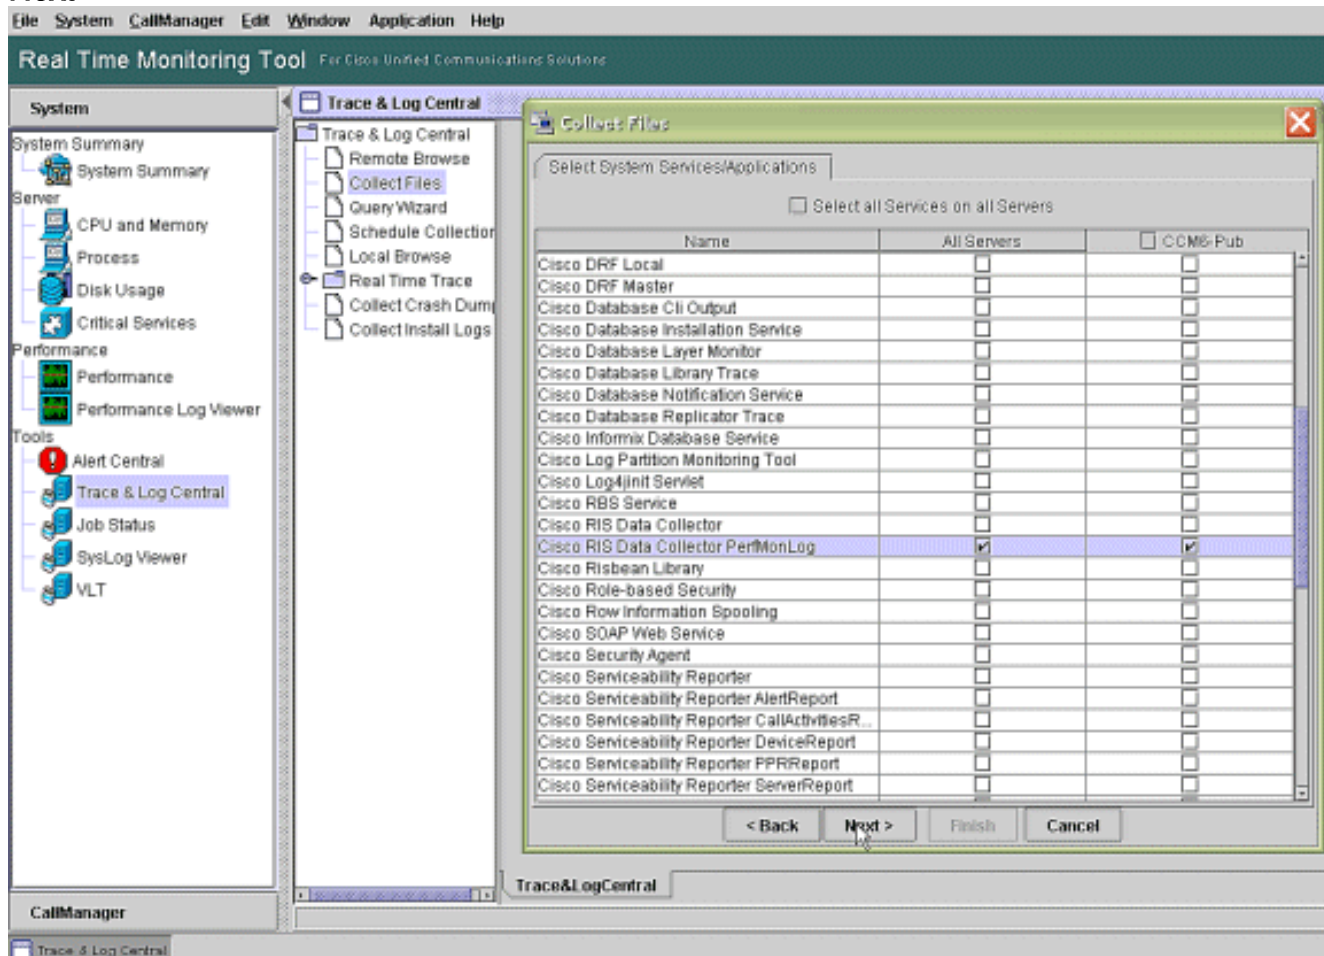 File System CallManager Edit Window Application Help
Real Time Monitoring Tool For Cisco Unified Communications Solutions
System
System Summary
System Summary
Server
CPU and Memory
Process
Disk Usage
Critical Services
Performance
Performance
Performance Log Viewer
Tools
Alert Central
Trace & Log Central
Job Status
SysLog Viewer
VLT
CallManager
Trace & Log Central
Trace & Log Central
Remote Browse
Collect Files
Query Wizard
Schedule Collection
Local Browse
Real Time Trace
Collect Crash Dump
Collect Install Logs
Collect Files
Select System Services/Applications
Select all Services on all Servers
Name All Servers CCM6-Pub
Cisco DRF Local
Cisco DRF Master
Cisco Database Cli Output
Cisco Database Installation Service
Cisco Database Layer Monitor
Cisco Database Library Trace
Cisco Database Notification Service
Cisco Database Replicator Trace
Cisco Informix Database Service
Cisco Log Partition Monitoring Tool
Cisco Log4jinit Servlet
Cisco RBS Service
Cisco RIS Data Collector
Cisco RIS Data Collector PerfMonLog
Cisco Risbean Library
Cisco Role-based Security
Cisco Row Information Spooling
Cisco SOAP Web Service
Cisco Security Agent
Cisco Serviceability Reporter
Cisco Serviceability Reporter AlertReport
Cisco Serviceability Reporter CallActivitiesR...
Cisco Serviceability Reporter DeviceReport
Cisco Serviceability Reporter PPRReport
Cisco Serviceability Reporter ServerReport
< Back Next > Finish Cancel
Trace&LogCentral
Trace & Log Central